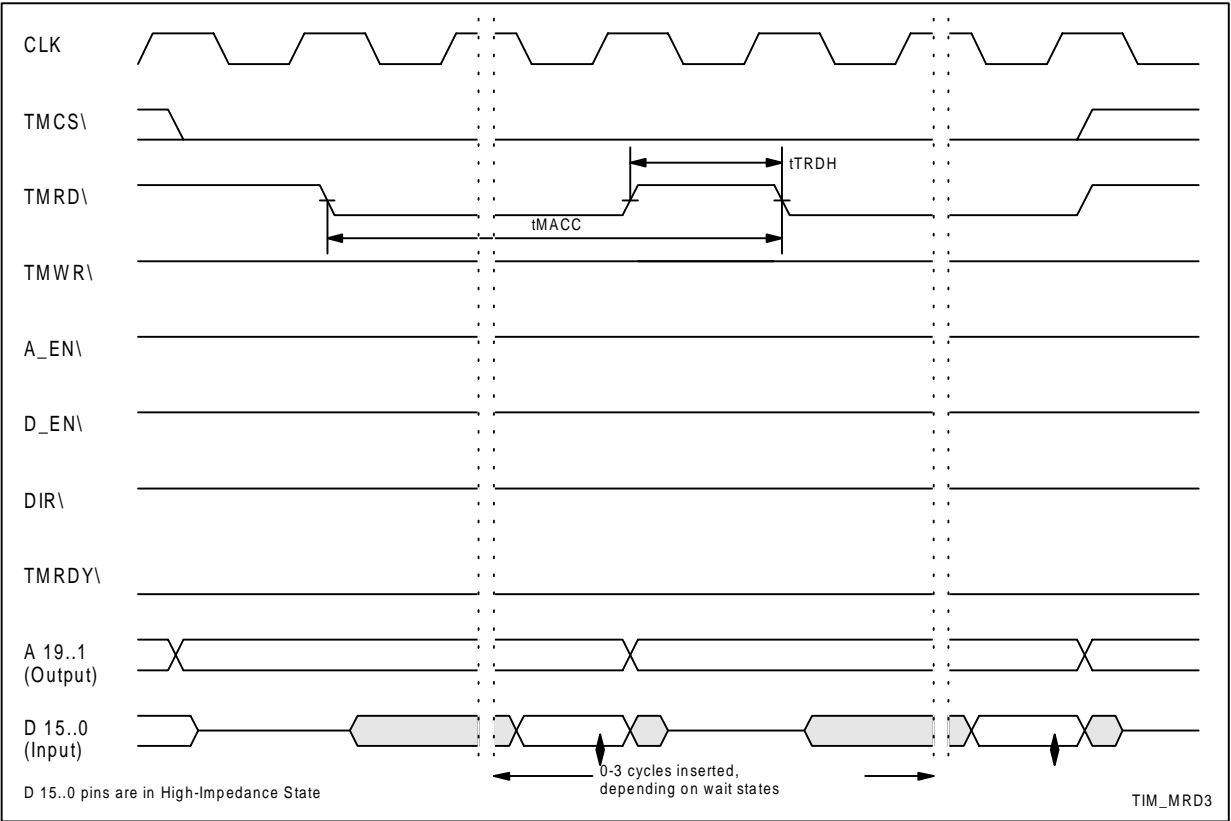 CLK
TMCS\
tTRDH
TMRD\
tMACC
TMWR\
A_EN\
D_EN\
DIR\
TMRDY\
A 19..1
(Output)
D 15..0
(Input)
0-3 cycles inserted,
depending on wait states
D 15..0 pins are in High-Impedance State
TIM_MRD3